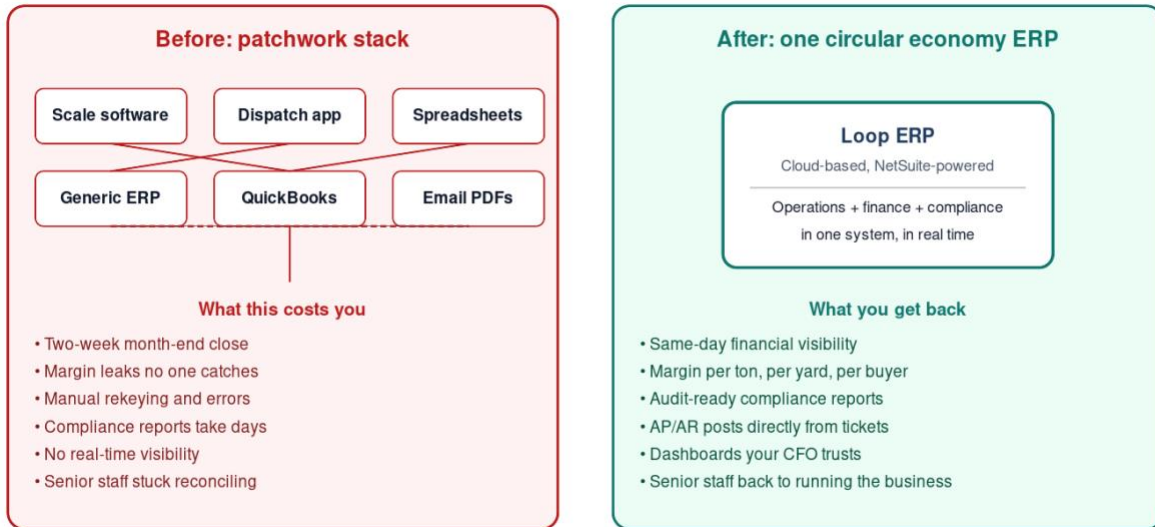 Before: patchwork stack
Scale software
Dispatch app
Spreadsheets
Generic ERP
QuickBooks
Email PDFs
What this costs you
• Two-week month-end close
• Margin leaks no one catches
• Manual rekeying and errors
• Compliance reports take days
• No real-time visibility
• Senior staff stuck reconciling
After: one circular economy ERP
Loop ERP
Cloud-based, NetSuite-powered
Operations + finance + compliance
in one system, in real time
What you get back
• Same-day financial visibility
• Margin per ton, per yard, per buyer
• Audit-ready compliance reports
• AP/AR posts directly from tickets
• Dashboards your CFO trusts
• Senior staff back to running the business